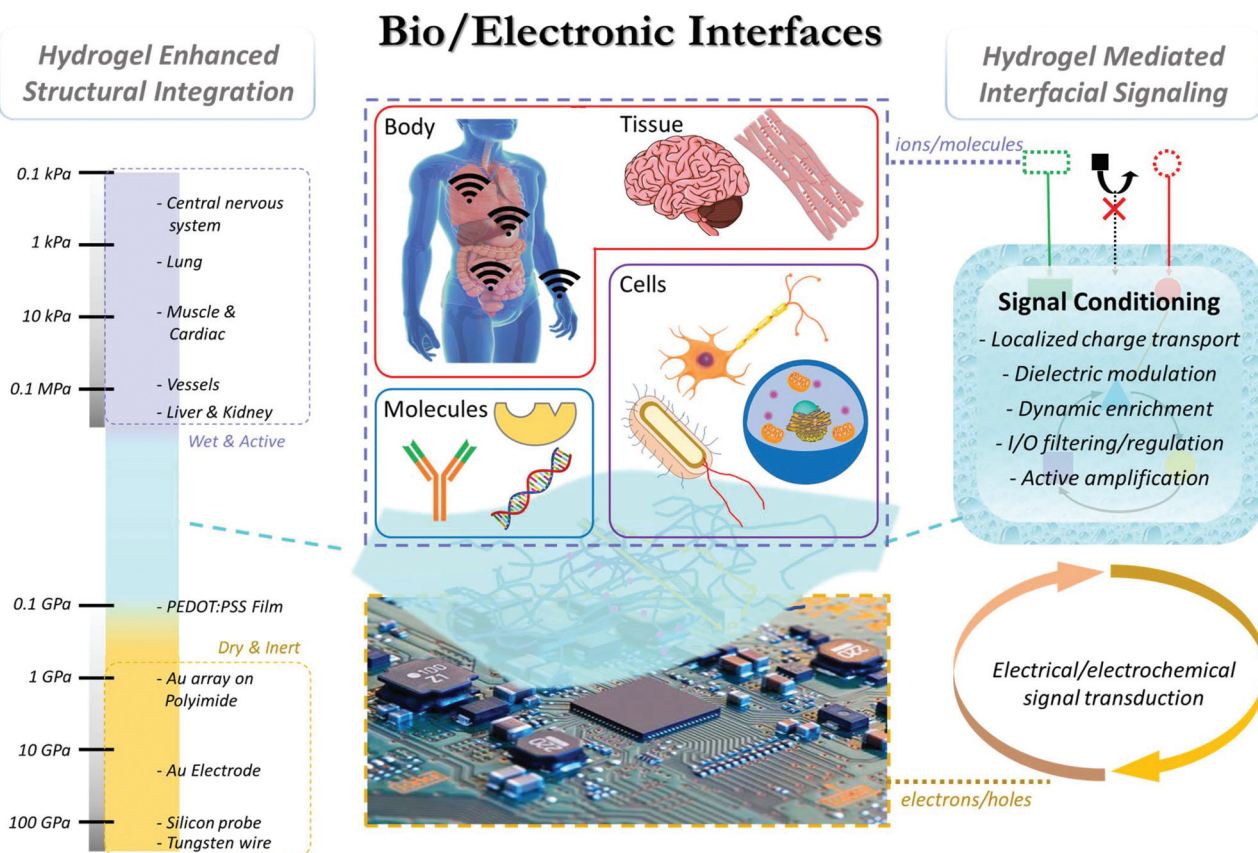 Bio/Electronic Interfaces
Hydrogel Enhanced
Structural Integration
0.1 kPa
1 kPa
10 kPa
0.1 MPa
0.1 GPa
1 GPa
10 GPa
100 GPa
- Central nervous
system
- Lung
- Muscle &
Cardiac
- Vessels
- Liver & Kidney
Wet & Active
- PEDOT:PSS Film
Dry & Inert
- Au array on
Polyimide
- Au Electrode
- Silicon probe
- Tungsten wire
Body
Tissue
Cells
Molecules
100
Z1
220
220
Hydrogel Mediated
Interfacial Signaling
ions/molecules
Signal Conditioning
- Localized charge transport
- Dielectric modulation
- Dynamic enrichment
- I/O filtering/regulation
- Active amplification
Electrical/electrochemical
signal transduction
electrons/holes